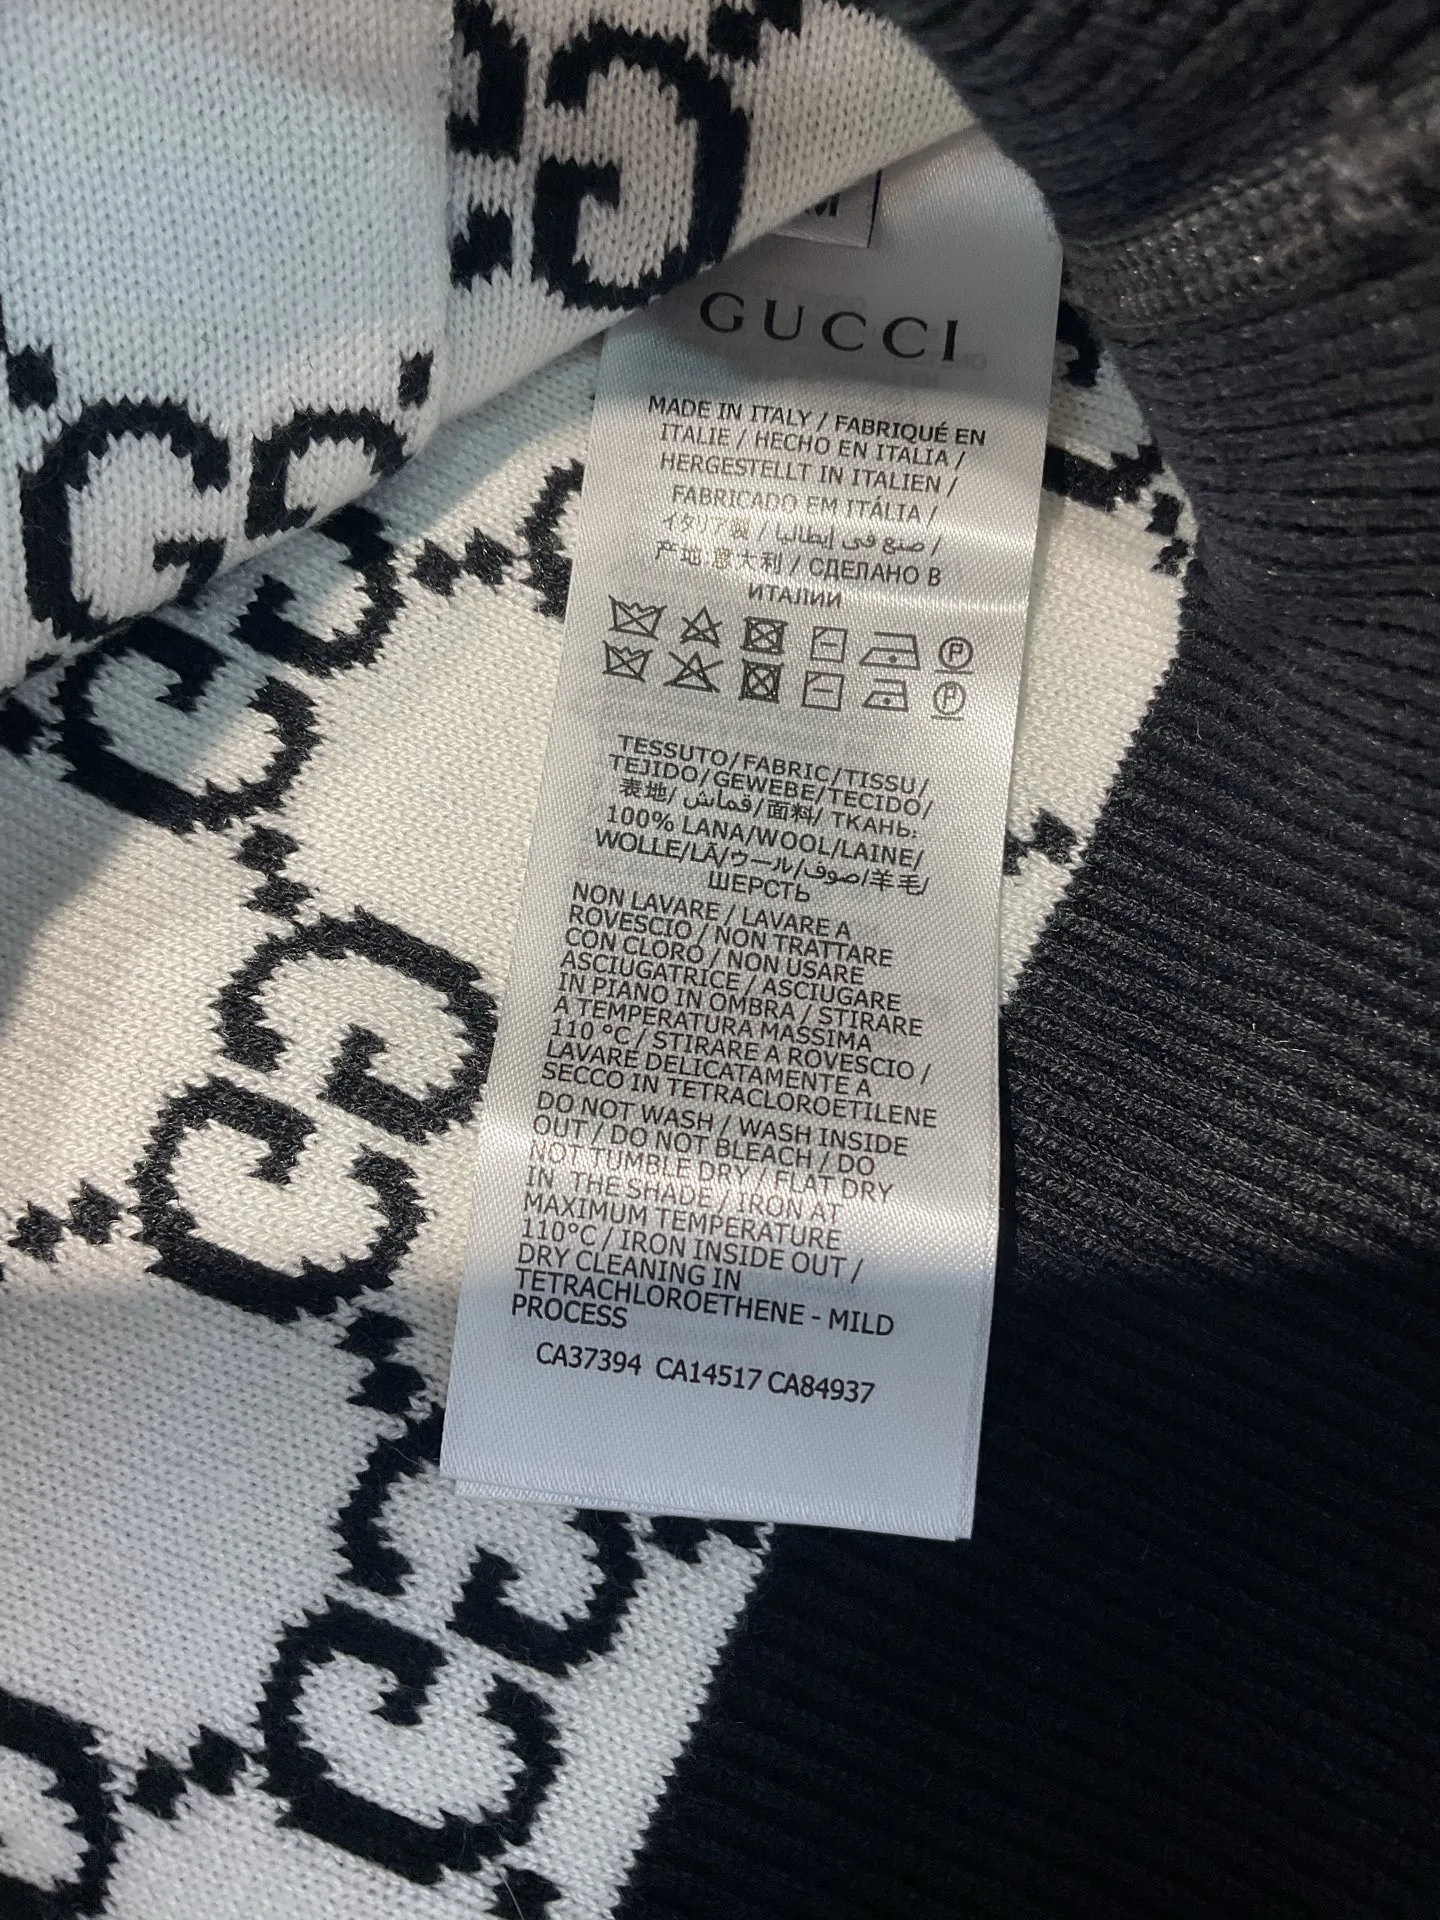 M
GUCCI
MADE IN ITALY / FABRIQUÉ EN
ITALIE / HECHO EN ITALIA /
HERGESTELLT IN ITALIEN /
FABRICADO EM ITÁLIA /
イタリア製 / صنع في إيطاليا /
产地:意大利 / СДЕЛАНО В
ИТАЛИИ
P
P
TESSUTO/FABRIC/TISSU/
TEJIDO/GEWEBE/TECIDO/
表地/ قماش/面料/ ТКАНЬ:
100% LANA/WOOL/LAINE/
WOLLE/LÃ/ウール/صوف/羊毛/
ШЕРСТЬ
NON LAVARE / LAVARE A
ROVESCIO / NON TRATTARE
CON CLORO / NON USARE
ASCIUGATRICE / ASCIUGARE
IN PIANO IN OMBRA / STIRARE
A TEMPERATURA MASSIMA
110 °C / STIRARE A ROVESCIO /
LAVARE DELICATAMENTE A
SECCO IN TETRACLOROETILENE
DO NOT WASH / WASH INSIDE
OUT / DO NOT BLEACH / DO
NOT TUMBLE DRY / FLAT DRY
IN THE SHADE / IRON AT
MAXIMUM TEMPERATURE
110°C / IRON INSIDE OUT /
DRY CLEANING IN
TETRACHLOROETHENE - MILD
PROCESS
CA37394 CA14517 CA84937